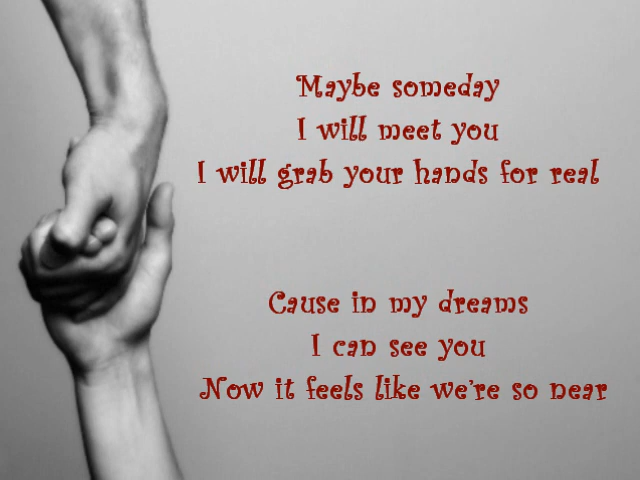 Maybe someday
I will meet you
I will grab your hands for real
Cause in my dreams
I can see you
Now it feels like we're so near